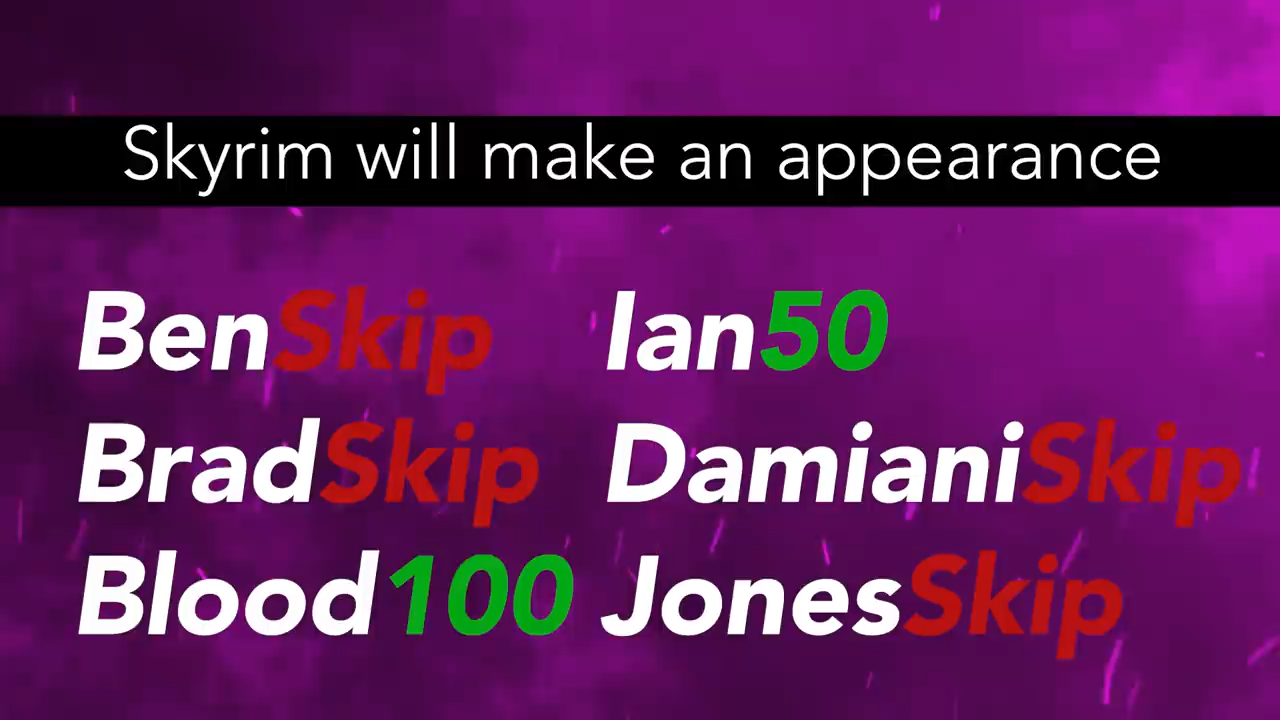 Skyrim will make an appearance
BenSkip
Ian50
BradSkip
DamianiSkip
Blood100
JonesSkip